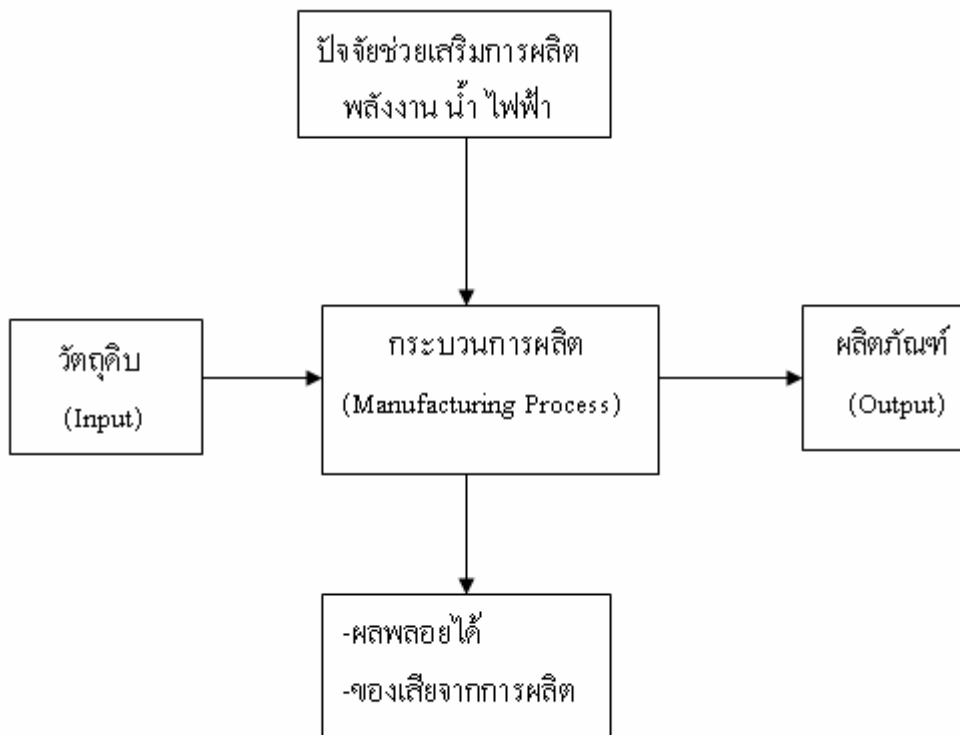 ปัจจัยช่วยเสริมการผลิต
พลังงาน น้ำ ไฟฟ้า
วัตถุดิบ
(Input)
กระบวนการผลิต
(Manufacturing Process)
ผลิตภัณฑ์
(Output)
-ผลพลอยได้
-ของเสียจากการผลิต